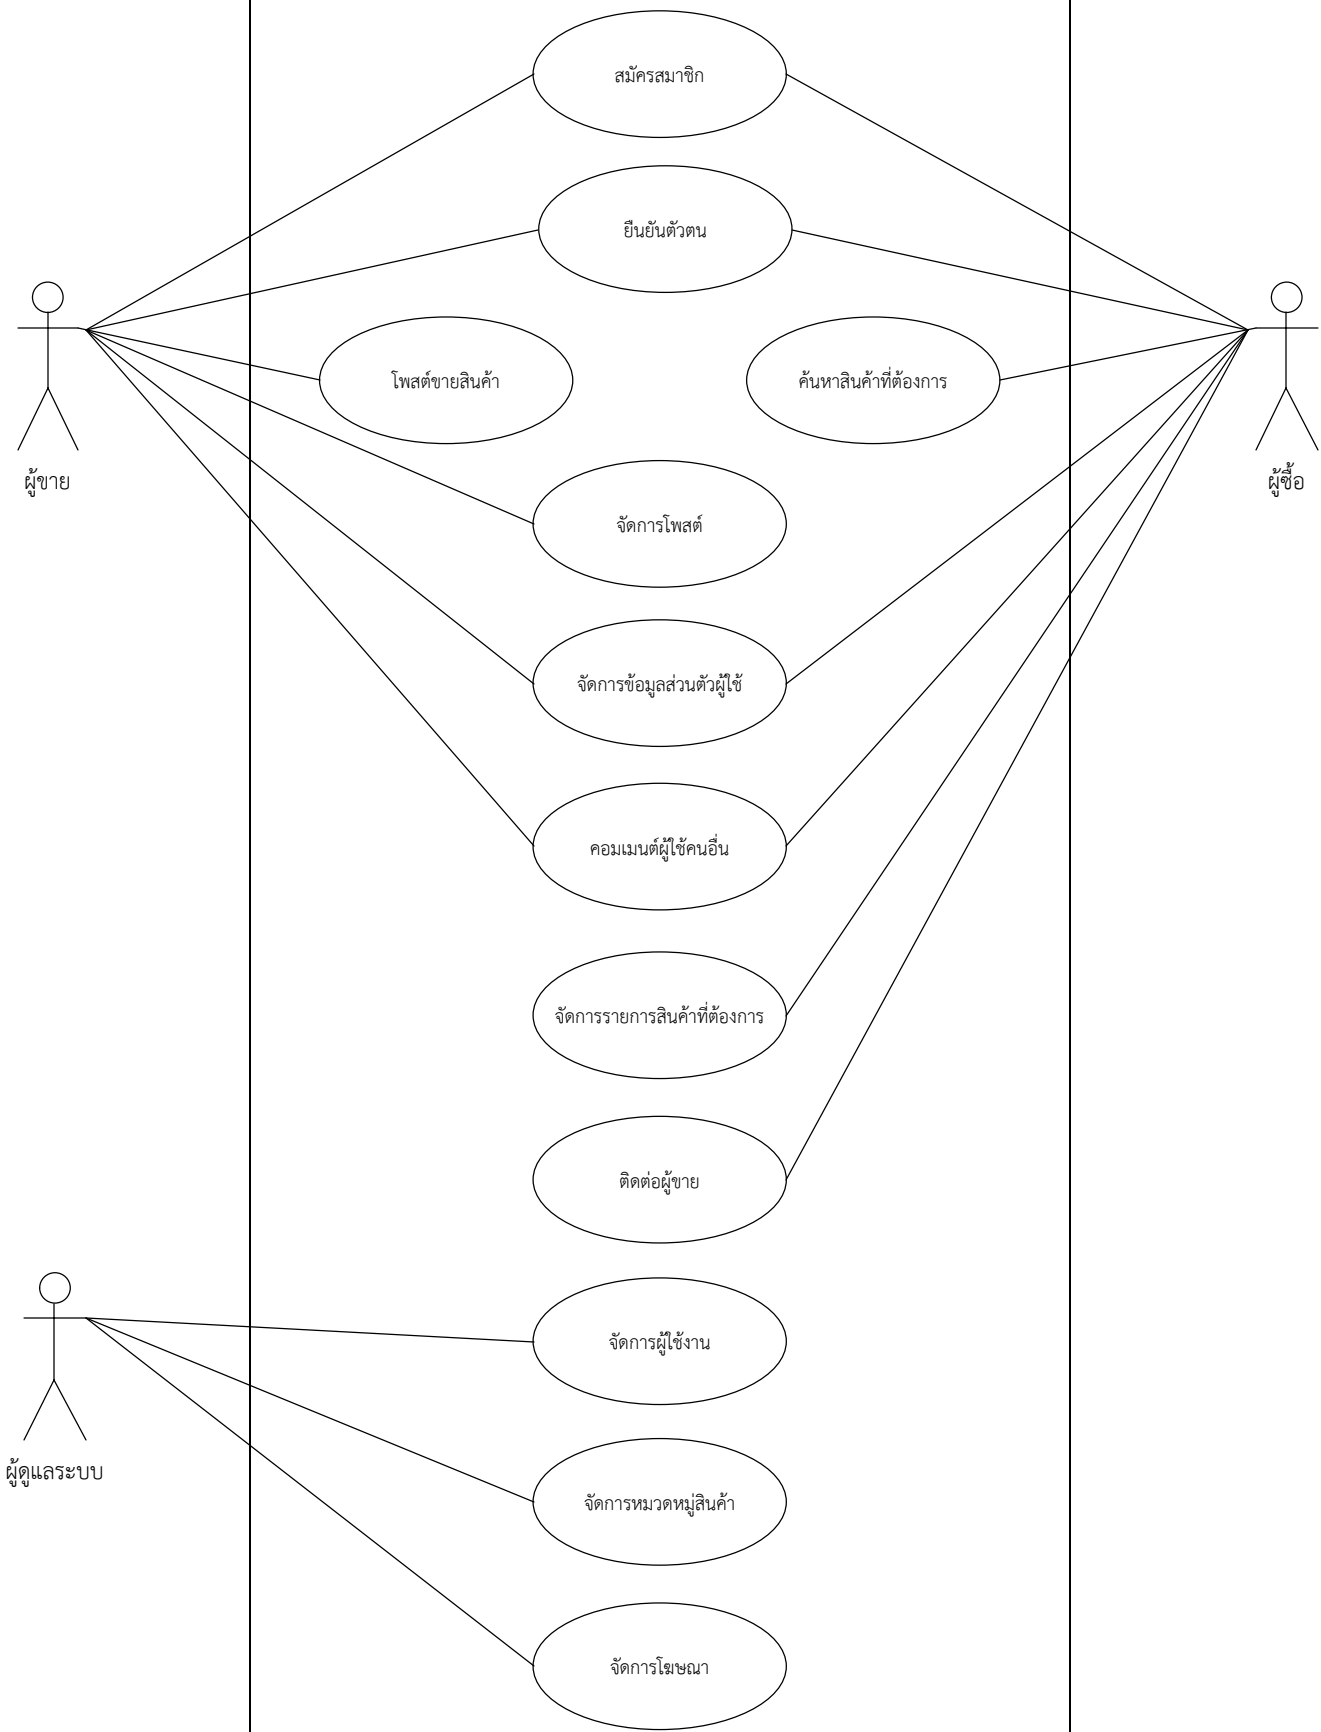 สมัครสมาชิก
ยืนยันตัวตน
โพสต์ขายสินค้า
ค้นหาสินค้าที่ต้องการ
ผู้ขาย
ผู้ซื้อ
จัดการโพสต์
จัดการข้อมูลส่วนตัวผู้ใช้
คอมเมนต์ผู้ใช้คนอื่น
จัดการรายการสินค้าที่ต้องการ
ติดต่อผู้ขาย
จัดการผู้ใช้งาน
ผู้ดูแลระบบ
จัดการหมวดหมู่สินค้า
จัดการโฆษณา